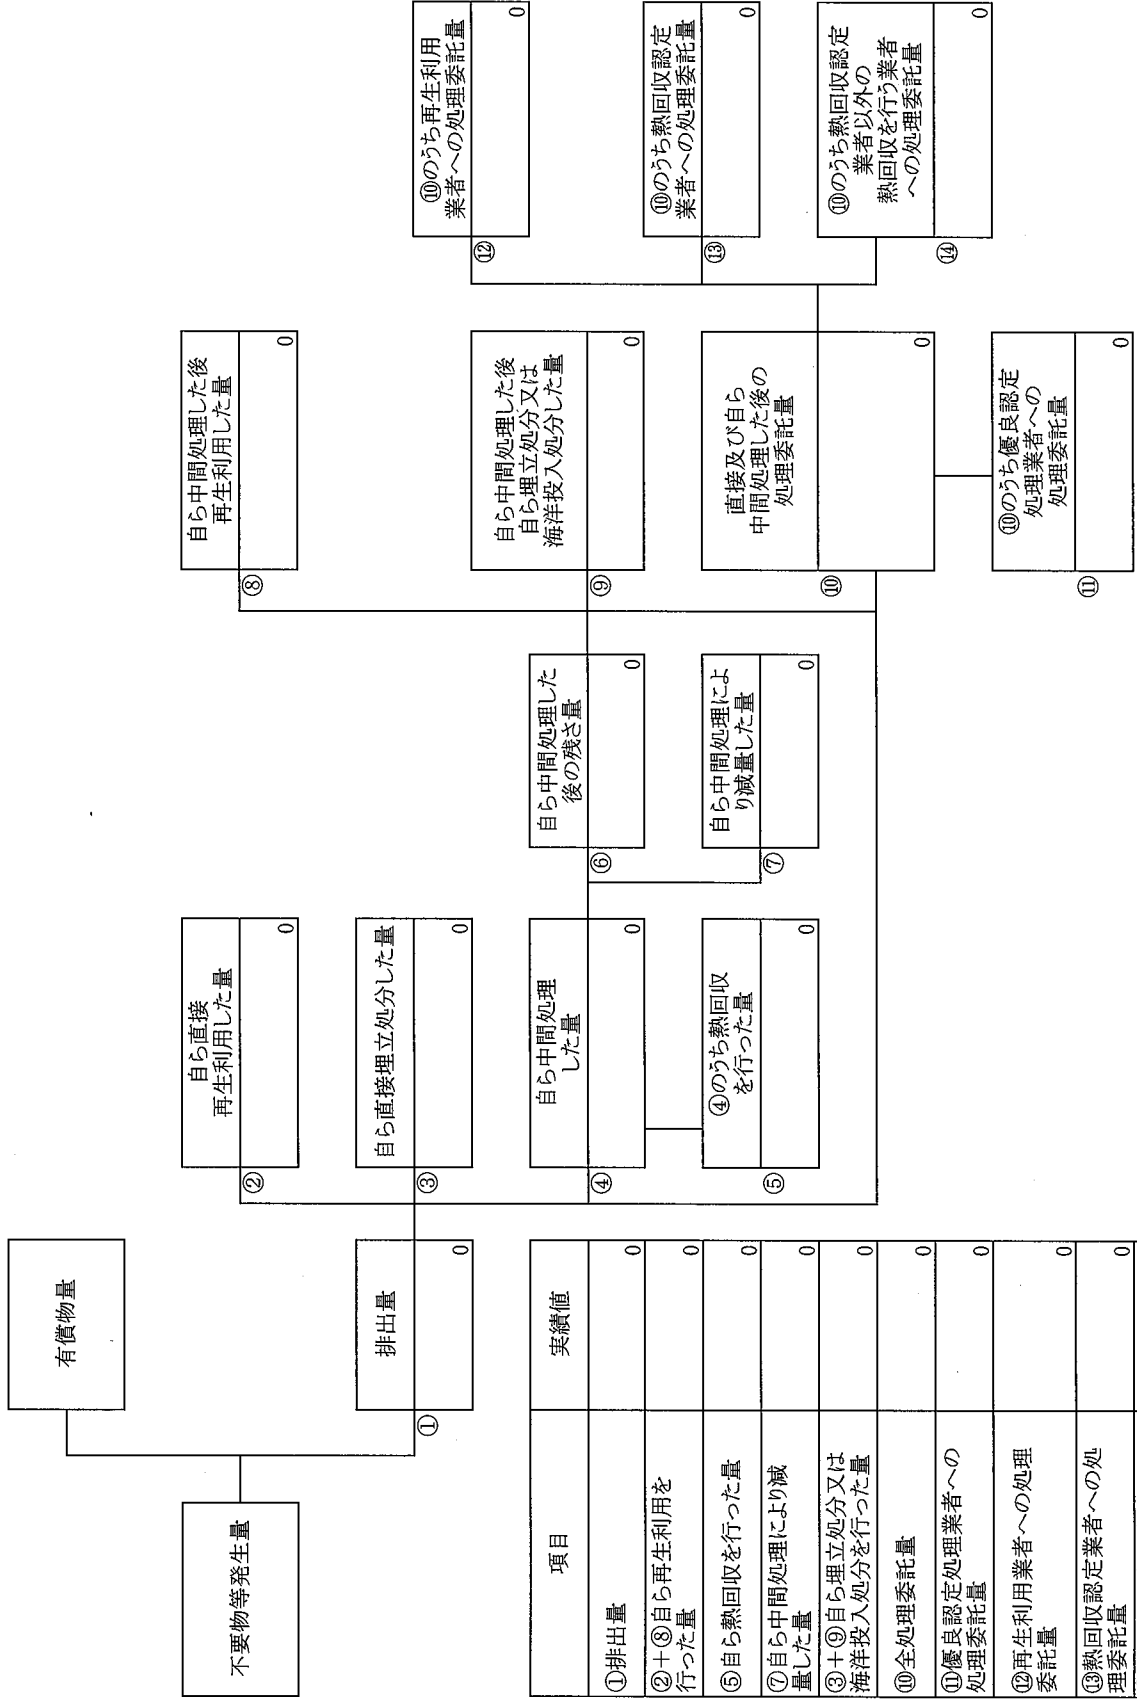 不要物等発生量
有償物量
①
排出量
0
②
自ら直接
再生利用した量
0
③
自ら直接埋立処分した量
0
④
自ら中間処理
した量
0
⑤
④のうち熱回収
を行った量
0
⑥
自ら中間処理した
後の残さ量
0
⑦
自ら中間処理によ
り減量した量
0
⑧
自ら中間処理した後
再生利用した量
0
⑨
自ら中間処理した後
自ら埋立処分又は
海洋投入処分した量
0
⑩
直接及び自ら
中間処理した後の
処理委託量
0
⑪
⑩のうち優良認定
処理業者への
処理委託量
0
⑫
⑩のうち再生利用
業者への処理委託量
0
⑬
⑩のうち熱回収認定
業者への処理委託量
0
⑭
⑩のうち熱回収認定
業者以外の
熱回収を行う業者
への処理委託量
0
項目
実績値
①排出量
0
②+⑧自ら再生利用を
行った量
0
⑤自ら熱回収を行った量
0
⑦自ら中間処理により減
量した量
0
③+⑨自ら埋立処分又は
海洋投入処分を行った量
0
⑩全処理委託量
0
⑪優良認定処理業者への
処理委託量
0
⑫再生利用業者への処理
委託量
0
⑬熱回収認定業者への処
理委託量
0